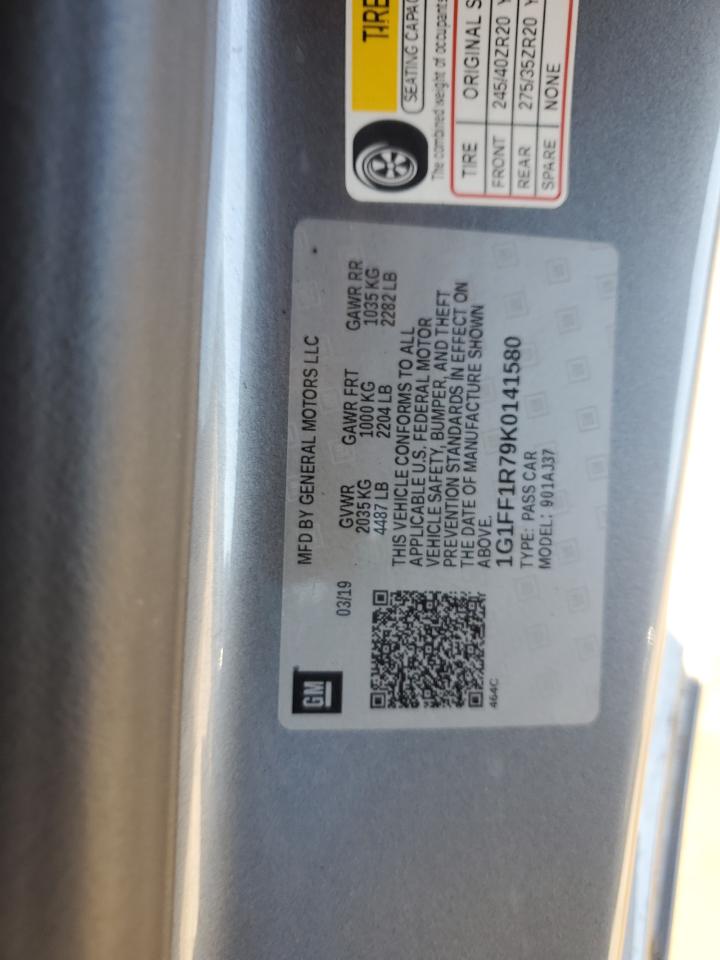 GM
MFD BY GENERAL MOTORS LLC
03/19
GVWR GAWR FRT GAWR RR
2035 KG 1000 KG 1035 KG
4487 LB 2204 LB 2282 LB
THIS VEHICLE CONFORMS TO ALL
APPLICABLE U.S. FEDERAL MOTOR
VEHICLE SAFETY, BUMPER, AND THEFT
PREVENTION STANDARDS IN EFFECT ON
THE DATE OF MANUFACTURE SHOWN
ABOVE.
1G1FF1R79K0141580
TYPE: PASS CAR
MODEL: 901AJ37
464C
TIRE
SEATING CAPAC
The combined weight of occupants
TIRE ORIGINAL S
FRONT 245/40ZR20 Y
REAR 275/35ZR20 Y
SPARE NONE